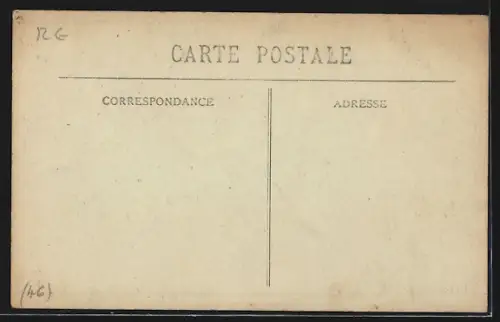 RG
CARTE POSTALE
CORRESPONDANCE
ADRESSE
(46)